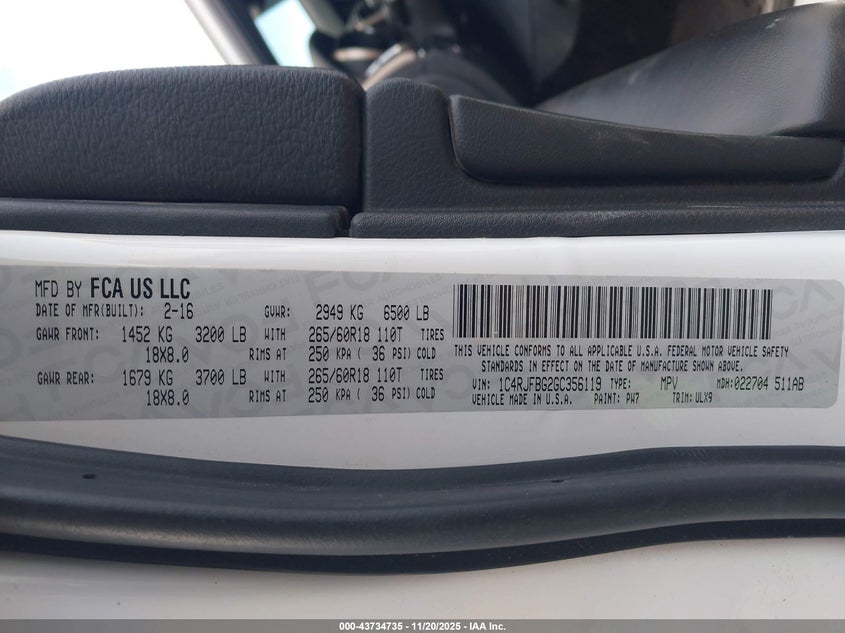 MFD BY FCA US LLC
DATE OF MFR(BUILT): 2-16 GVWR: 2949 KG 6500 LB
GAWR FRONT: 1452 KG 3200 LB WITH 265/60R18 110T TIRES
18X8.0 RIMS AT 250 KPA ( 36 PSI) COLD
GAWR REAR: 1679 KG 3700 LB WITH 265/60R18 110T TIRES
18X8.0 RIMS AT 250 KPA ( 36 PSI) COLD
THIS VEHICLE CONFORMS TO ALL APPLICABLE U.S.A. FEDERAL MOTOR VEHICLE SAFETY
STANDARDS IN EFFECT ON THE DATE OF MANUFACTURE SHOWN ABOVE.
VIN: 1C4RJFBG2GC356119 TYPE: MPV MDH:022704 511AB
VEHICLE MADE IN U.S.A. PAINT: PW7 TRIM:ULX9
000-43734735 - 11/20/2025 - IAA Inc.